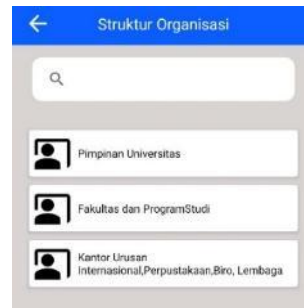 Struktur Organisasi
Pimpinan Universitas
Fakultas dan ProgramStudi
Kantor Urusan
Internasional,Perpustakaan,Biro, Lembaga